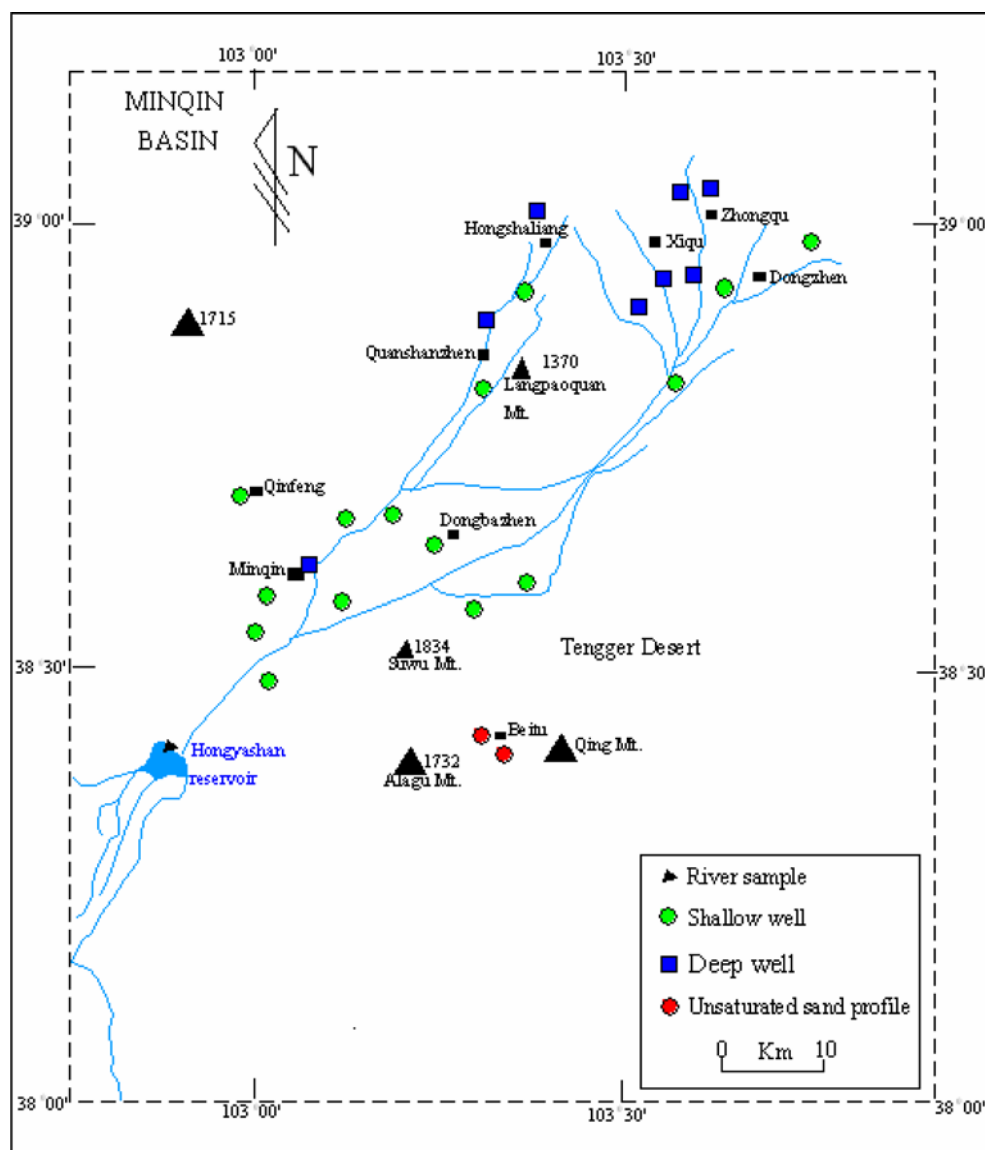 103°00'
103°30'
MINQIN
BASIN
N
39°00'
39°00'
Hongshaliang
Zhongqu
Xiqu
Dongzhen
1715
Quanshanzhen
1370
Langpaoquan
Mt.
Qinfeng
Dongbazhen
Minqin
1834
Suwu Mt.
Tengger Desert
38°30'
38°30'
Beitu
Qing Mt.
Hongyashan
reservoir
1732
Alagu Mt.
River sample
Shallow well
Deep well
Unsaturated sand profile
0 Km 10
38°00'
38°00'
103°00'
103°30'